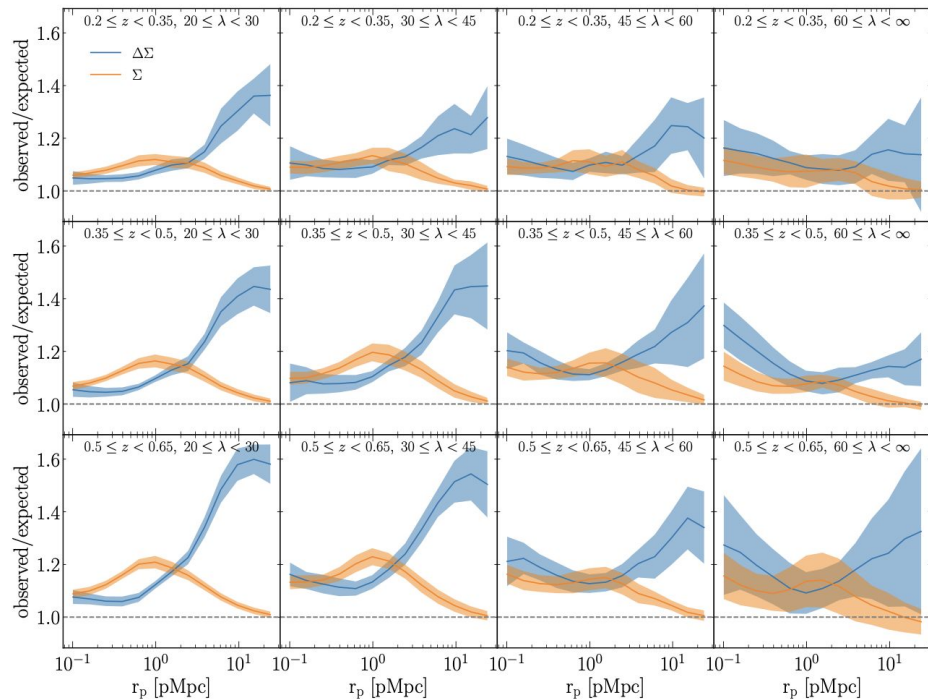 0.2 ≤ z < 0.35, 20 ≤ λ < 30
0.2 ≤ z < 0.35, 30 ≤ λ < 45
0.2 ≤ z < 0.35, 45 ≤ λ < 60
0.2 ≤ z < 0.35, 60 ≤ λ < ∞
observed/expected
1.6
1.4
1.2
1.0
ΔΣ
Σ
0.35 ≤ z < 0.5, 20 ≤ λ < 30
0.35 ≤ z < 0.5, 30 ≤ λ < 45
0.35 ≤ z < 0.5, 45 ≤ λ < 60
0.35 ≤ z < 0.5, 60 ≤ λ < ∞
observed/expected
1.6
1.4
1.2
1.0
0.5 ≤ z < 0.65, 20 ≤ λ < 30
0.5 ≤ z < 0.65, 30 ≤ λ < 45
0.5 ≤ z < 0.65, 45 ≤ λ < 60
0.5 ≤ z < 0.65, 60 ≤ λ < ∞
observed/expected
1.6
1.4
1.2
1.0
10⁻¹ 10⁰ 10¹
10⁻¹ 10⁰ 10¹
10⁻¹ 10⁰ 10¹
10⁻¹ 10⁰ 10¹
rₚ [pMpc]
rₚ [pMpc]
rₚ [pMpc]
rₚ [pMpc]